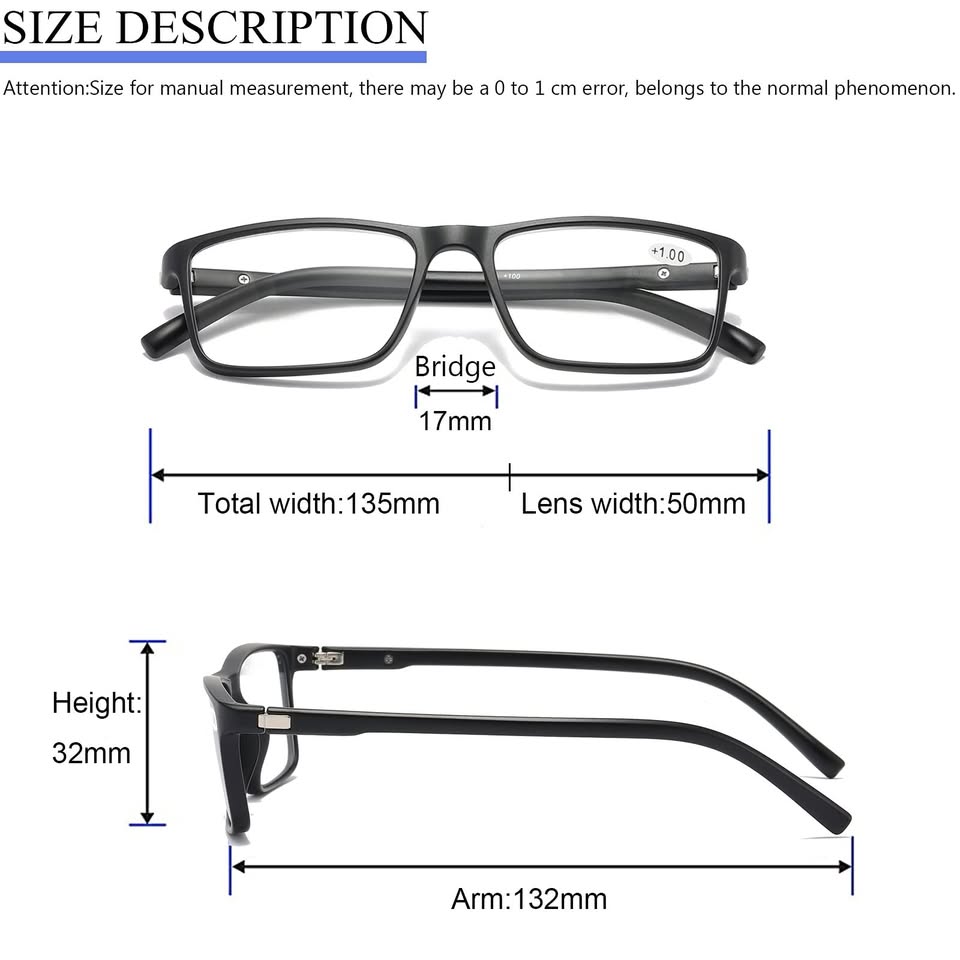 SIZE DESCRIPTION
Attention:Size for manual measurement, there may be a 0 to 1 cm error, belongs to the normal phenomenon.
+1.00
+100
Bridge
17mm
Total width:135mm
Lens width:50mm
Height:
32mm
Arm:132mm